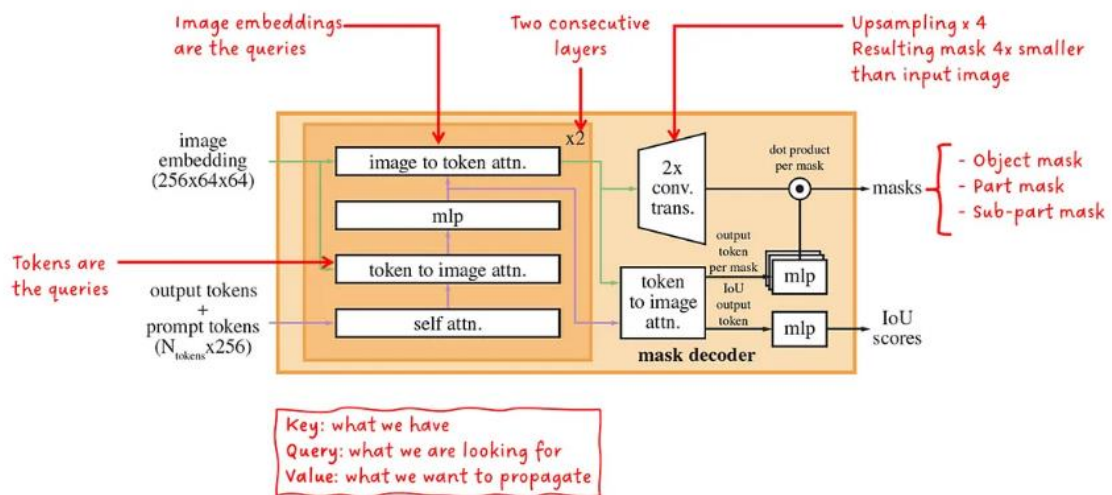 Image embeddings
are the queries
Two consecutive
layers
Upsampling x 4
Resulting mask 4x smaller
than input image
image
embedding
(256x64x64)
x2
image to token attn.
mlp
token to image attn.
self attn.
Tokens are
the queries
output tokens
+
prompt tokens
(Ntokensx256)
2x
conv.
trans.
dot product
per mask
masks
- Object mask
- Part mask
- Sub-part mask
token
to image
attn.
output
token
per mask
mlp
IoU
output
token
mlp
IoU
scores
mask decoder
Key: what we have
Query: what we are looking for
Value: what we want to propagate